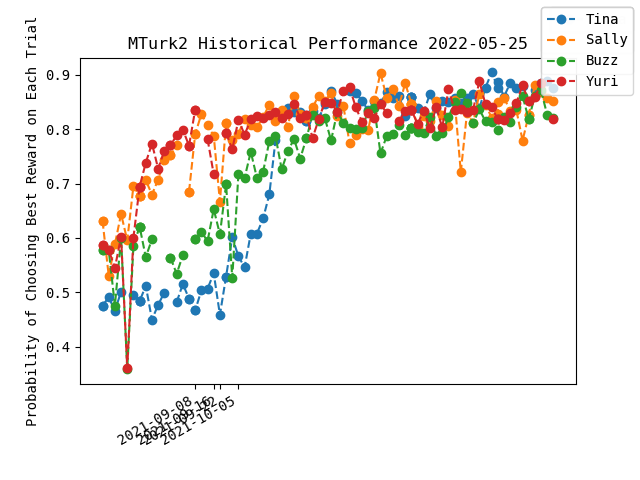 MTurk2 Historical Performance 2022-05-25
Tina
Sally
Buzz
Yuri
Probability of Choosing Best Reward on Each Trial
0.9
0.8
0.7
0.6
0.5
0.4
2021-09-08
2021-09-16
2021-09-22
2021-10-05